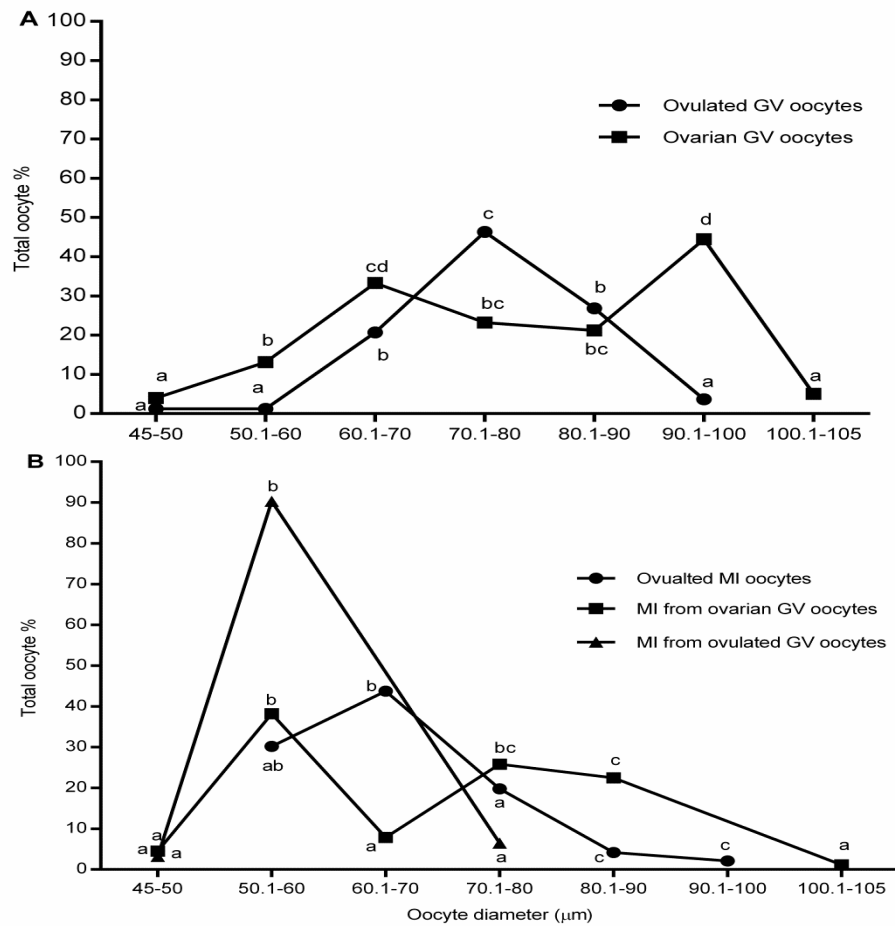 A
100
90
80
70
60
50
40
30
20
10
0
Total oocyte %
Ovulated GV oocytes
Ovarian GV oocytes
c
d
cd
b
bc
b
b
bc
a
a
a
a
a
45-50
50.1-60
60.1-70
70.1-80
80.1-90
90.1-100
100.1-105
B
100
90
80
70
60
50
40
30
20
10
0
Total oocyte %
Ovualted MI oocytes
MI from ovarian GV oocytes
MI from ovulated GV oocytes
b
b
b
ab
bc
c
a
a
a
a
a
a
c
c
a
45-50
50.1-60
60.1-70
70.1-80
80.1-90
90.1-100
100.1-105
Oocyte diameter (μm)